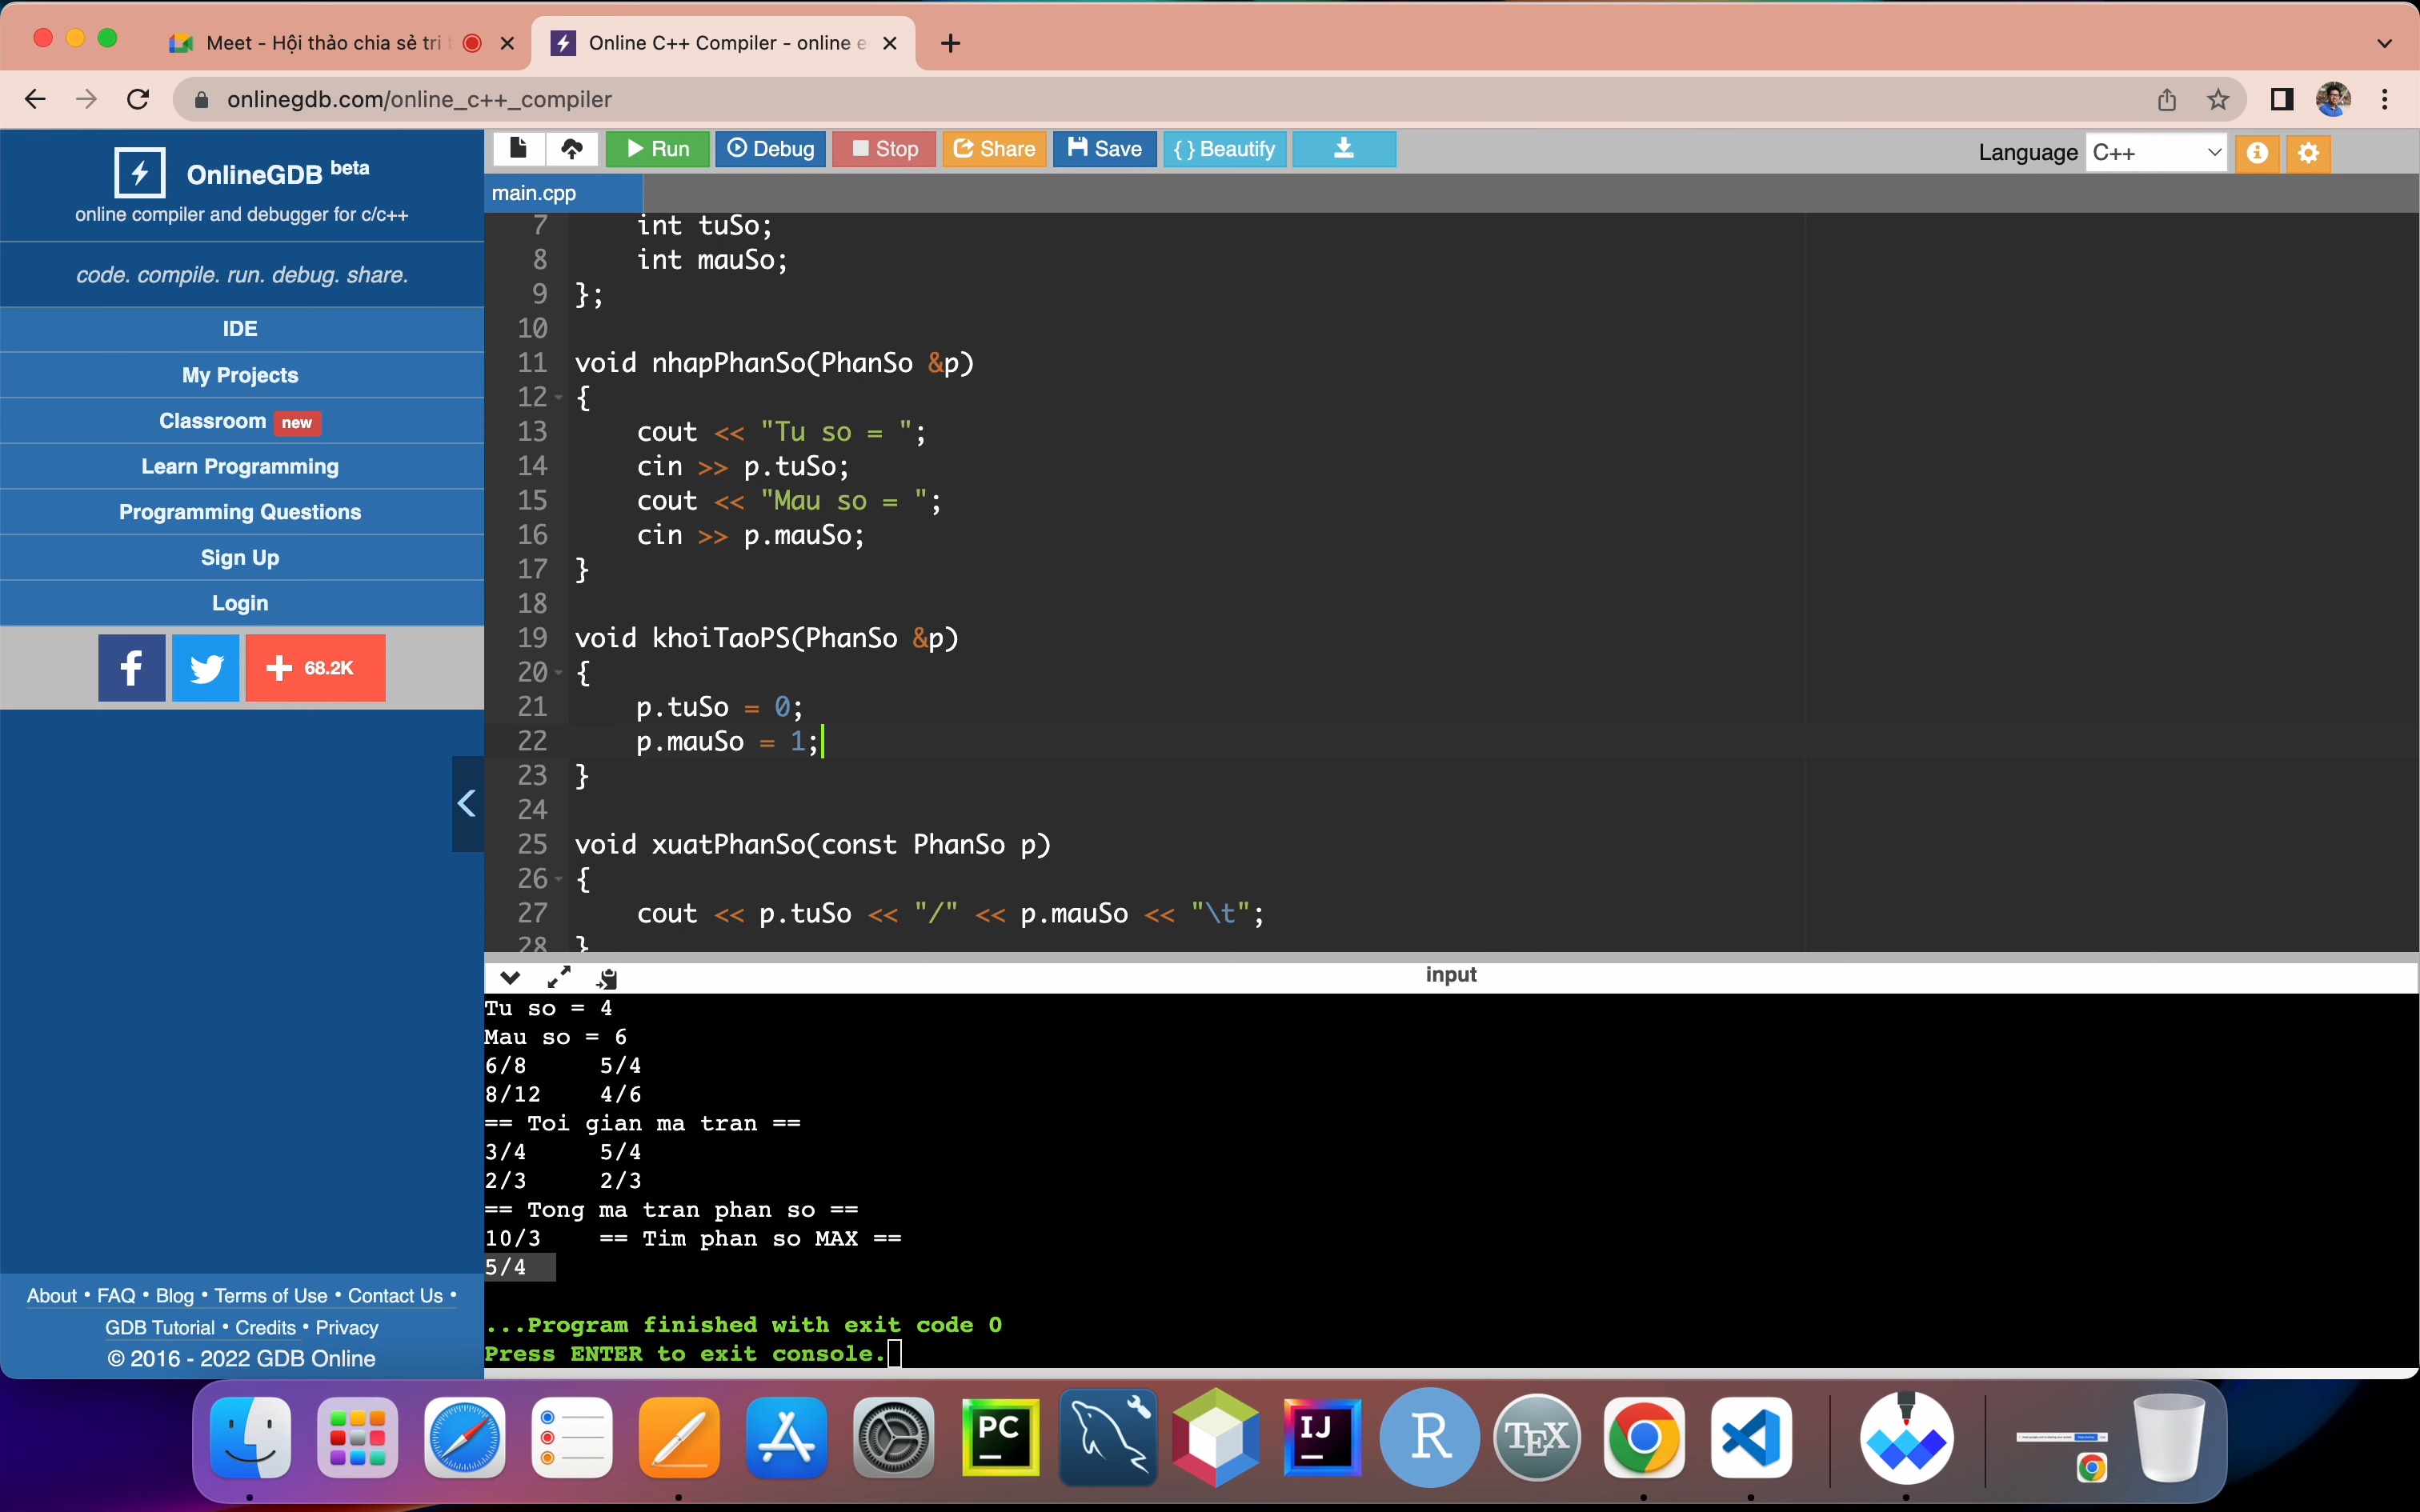 Meet - Hội thảo chia sẻ tri
Online C++ Compiler - online e
onlinegdb.com/online_c++_compiler
OnlineGDB beta
online compiler and debugger for c/c++
code. compile. run. debug. share.
IDE
My Projects
Classroom new
Learn Programming
Programming Questions
Sign Up
Login
f
+ 68.2K
About • FAQ • Blog • Terms of Use • Contact Us •
GDB Tutorial • Credits • Privacy
© 2016 - 2022 GDB Online
Run Debug Stop Share Save { } Beautify
Language C++
main.cpp
7 int tuSo;
8 int mauSo;
9 };
10
11 void nhapPhanSo(PhanSo &p)
12 {
13 cout << "Tu so = ";
14 cin >> p.tuSo;
15 cout << "Mau so = ";
16 cin >> p.mauSo;
17 }
18
19 void khoiTaoPS(PhanSo &p)
20 {
21 p.tuSo = 0;
22 p.mauSo = 1;
23 }
24
25 void xuatPhanSo(const PhanSo p)
26 {
27 cout << p.tuSo << "/" << p.mauSo << "\t";
28 }
input
Tu so = 4
Mau so = 6
6/8 5/4
8/12 4/6
== Toi gian ma tran ==
3/4 5/4
2/3 2/3
== Tong ma tran phan so ==
10/3 == Tim phan so MAX ==
5/4
...Program finished with exit code 0
Press ENTER to exit console.
PC
IJ
R
TEX